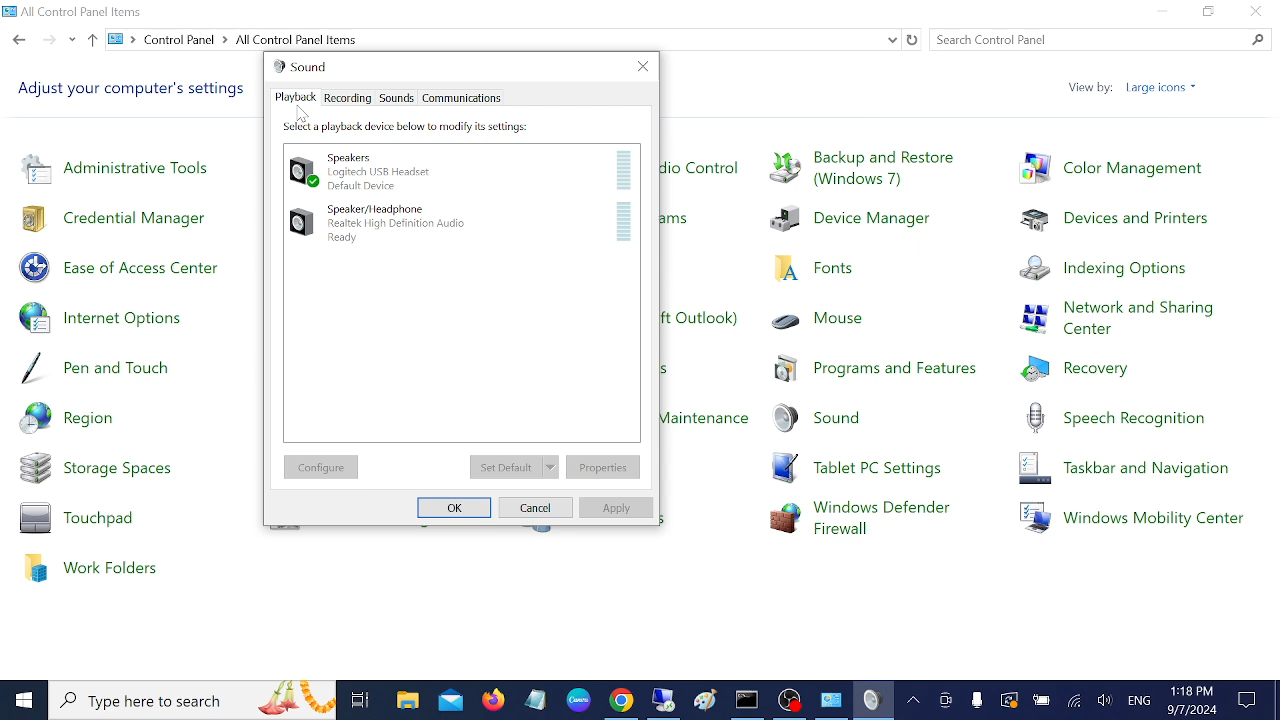 All Control Panel Items
Control Panel All Control Panel Items
Search Control Panel
Adjust your computer's settings
View by: Large icons
Sound
Playback Recording Sounds Communications
Select a playback device below to modify its settings:
Speakers
USB Headset
Default Device
Speaker/Headphone
Realtek High Definition Audio
Ready
Configure
Set Default
Properties
OK
Cancel
Apply
Administrative Tools
dio Control
Backup and Restore
(Windows 7)
Color Management
Credential Manager
ams
Device Manager
Devices and Printers
Ease of Access Center
Fonts
Indexing Options
Internet Options
ft Outlook)
Mouse
Network and Sharing
Center
Pen and Touch
s
Programs and Features
Recovery
Region
Maintenance
Sound
Speech Recognition
Storage Spaces
Tablet PC Settings
Taskbar and Navigation
Touchpad
s
Windows Defender
Firewall
Windows Mobility Center
Work Folders
Type here to search
Canva
ENG
PM
9/7/2024